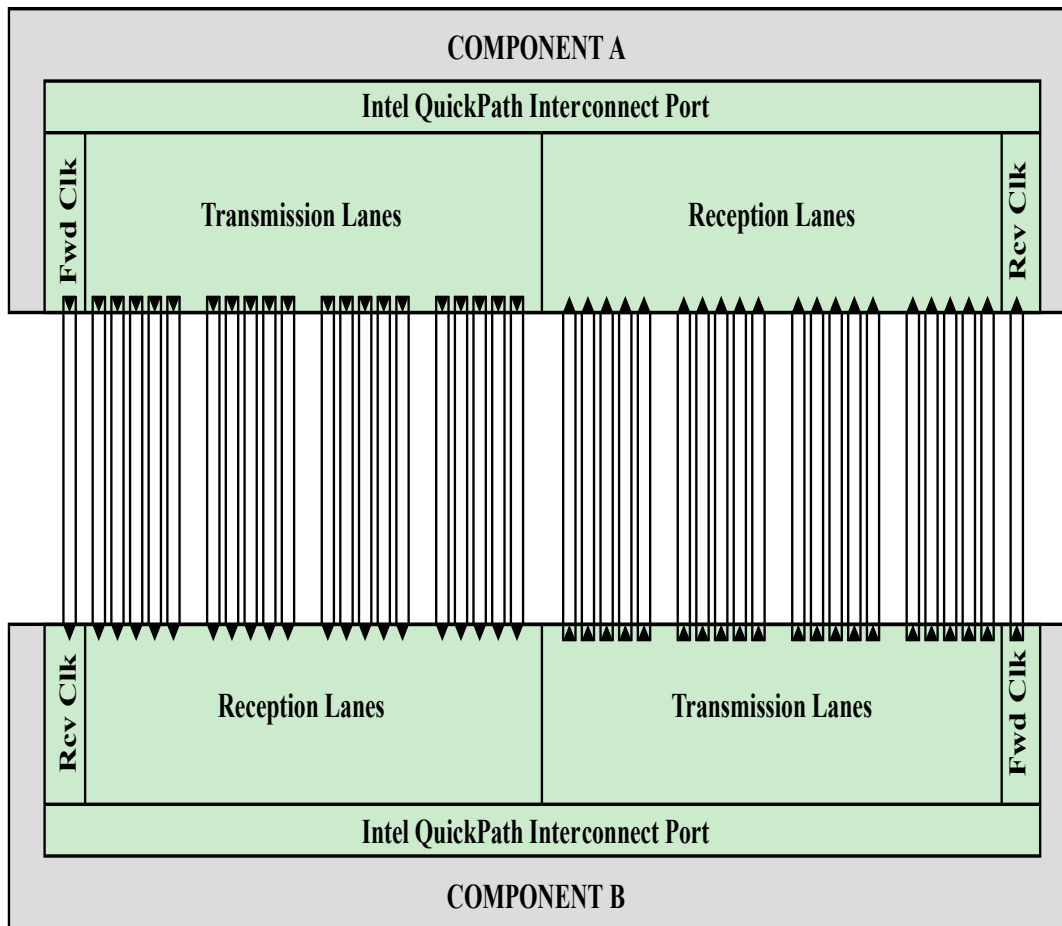 COMPONENT A
Intel QuickPath Interconnect Port
Fwd Clk
Transmission Lanes
Reception Lanes
Rcv Clk
Rcv Clk
Reception Lanes
Transmission Lanes
Fwd Clk
Intel QuickPath Interconnect Port
COMPONENT B